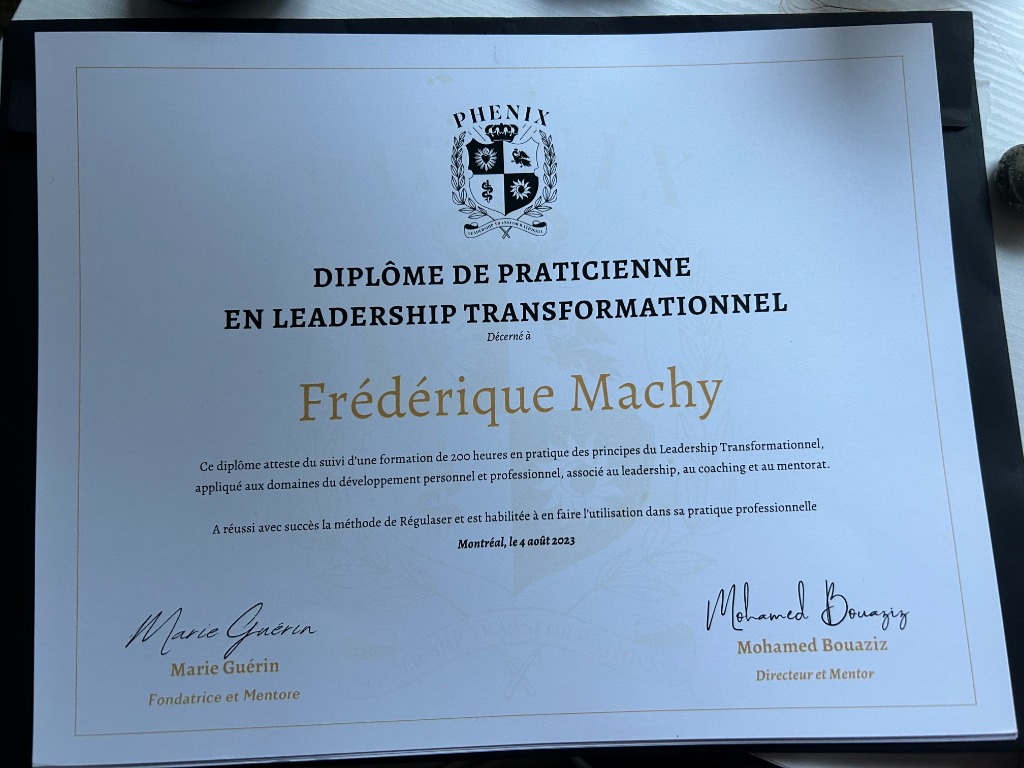 PHENIX
LEADERSHIP TRANSFORMATIONNEL
DIPLÔME DE PRATICIENNE
EN LEADERSHIP TRANSFORMATIONNEL
Décerné à
Frédérique Machy
Ce diplôme atteste du suivi d'une formation de 200 heures en pratique des principes du Leadership Transformationnel,
appliqué aux domaines du développement personnel et professionnel, associé au leadership, au coaching et au mentorat.
A réussi avec succès la méthode de Régulaser et est habilitée à en faire l'utilisation dans sa pratique professionnelle
Montréal, le 4 août 2023
Marie Guérin
Marie Guérin
Fondatrice et Mentore
Mohamed Bouaziz
Mohamed Bouaziz
Directeur et Mentor